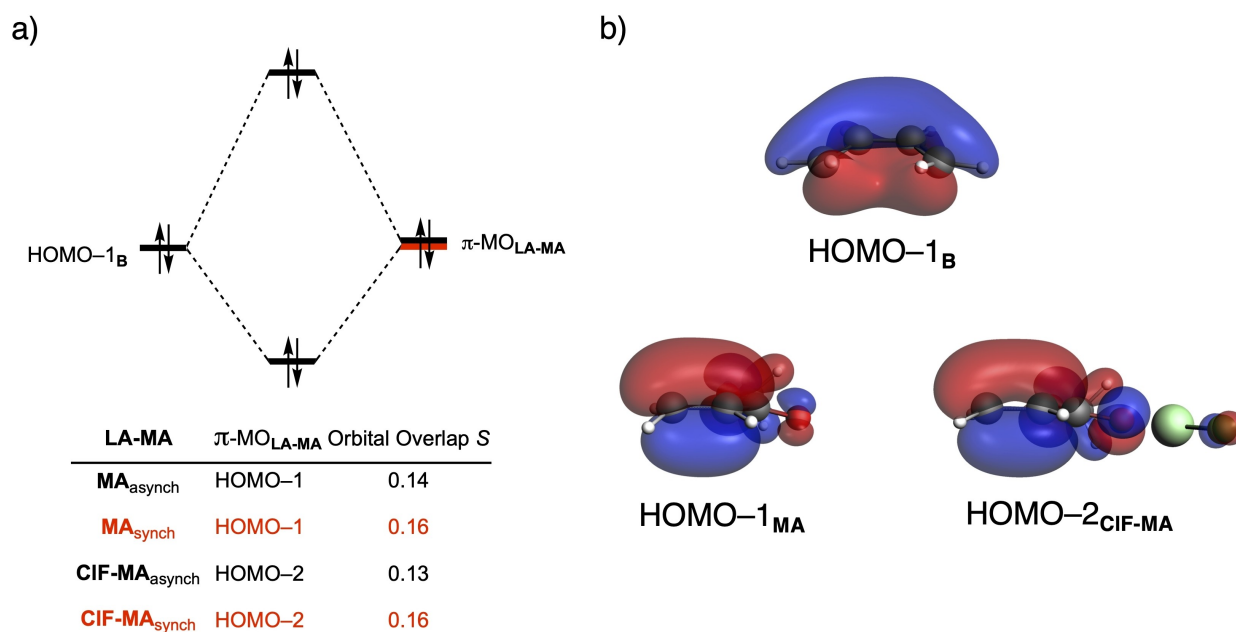 a)
HOMO–1B
π-MOLA-MA
LA-MA π-MOLA-MA Orbital Overlap S
MAasynch HOMO–1 0.14
MAsynch HOMO–1 0.16
ClF-MAasynch HOMO–2 0.13
ClF-MAsynch HOMO–2 0.16
b)
HOMO–1B
HOMO–1MA
HOMO–2ClF-MA